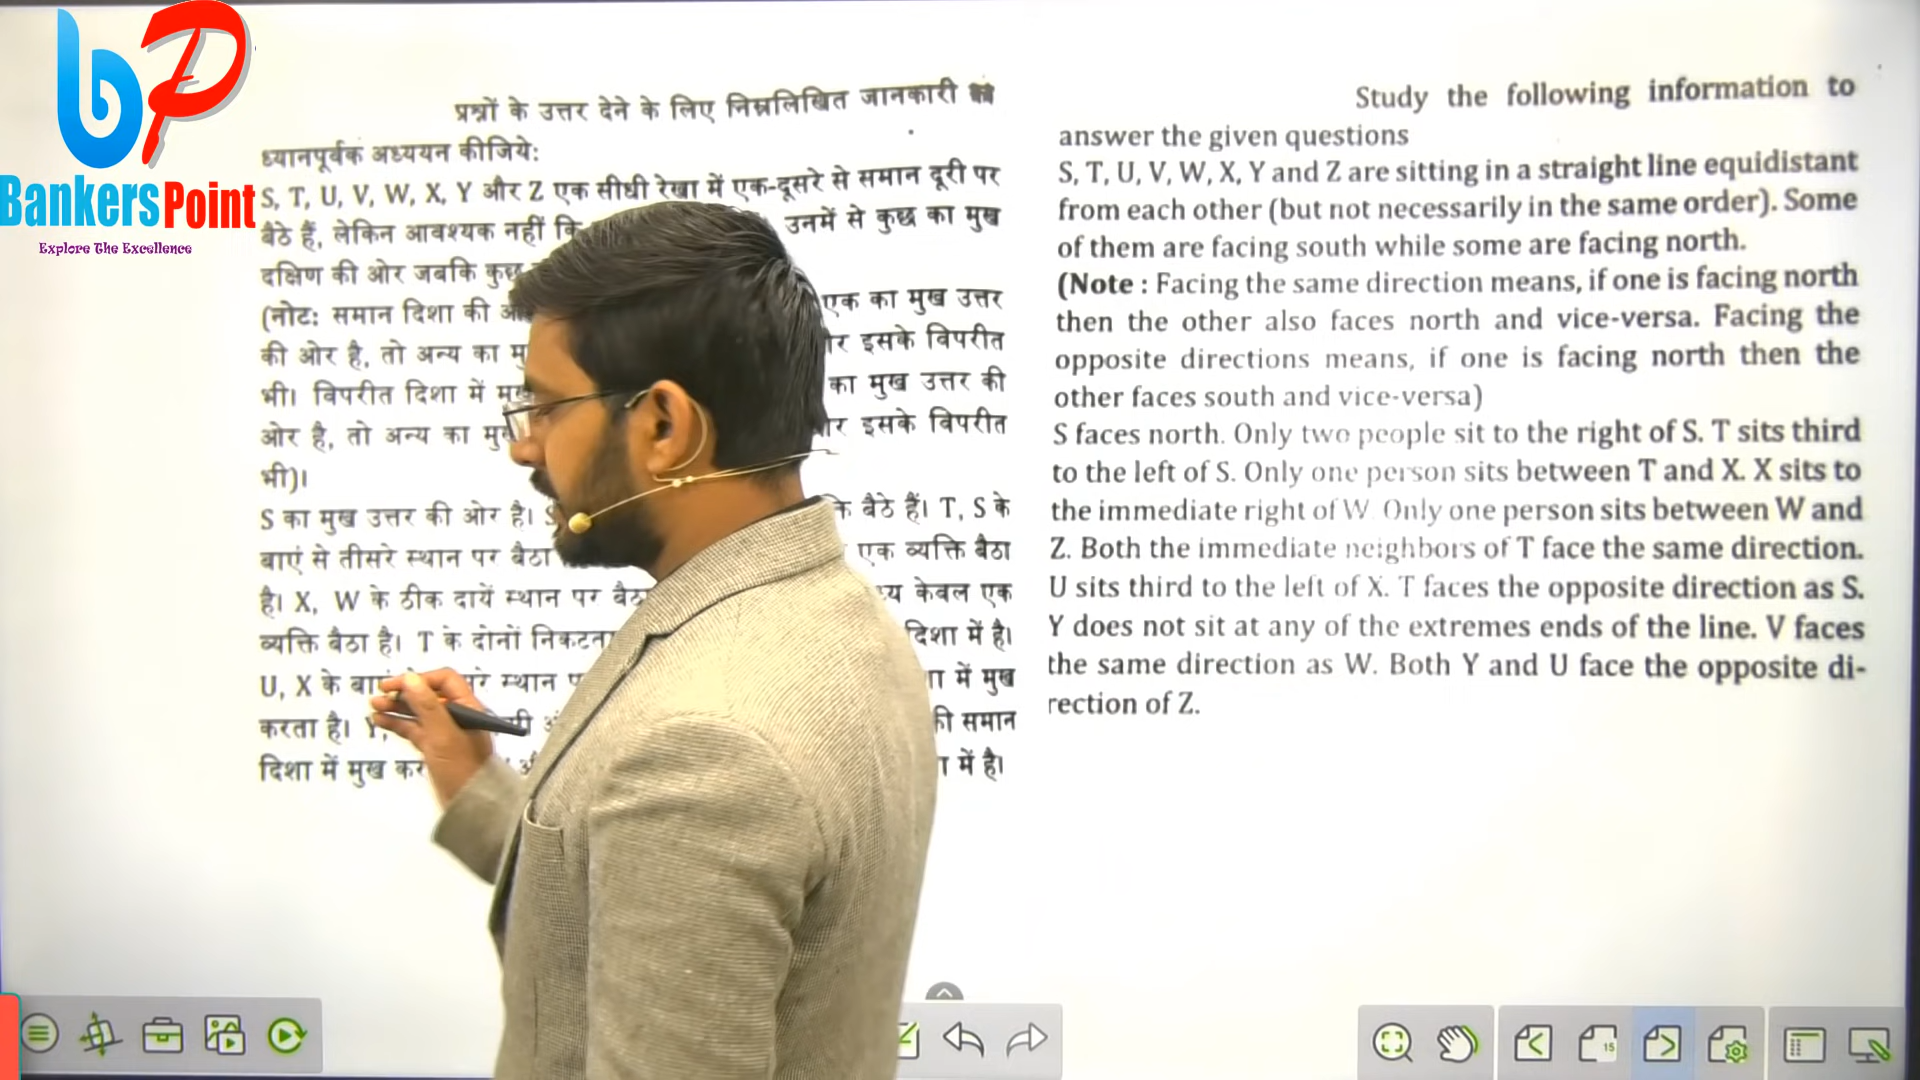 bP
BankersPoint
Explore The Excellence
प्रश्नों के उत्तर देने के लिए निम्नलिखित जानकारी का
ध्यानपूर्वक अध्ययन कीजिये:
S, T, U, V, W, X, Y और Z एक सीधी रेखा में एक-दूसरे से समान दूरी पर
बैठे हैं, लेकिन आवश्यक नहीं कि उनमें से कुछ का मुख
दक्षिण की ओर जबकि कुछ
(नोट: समान दिशा की एक का मुख उत्तर
की ओर है, तो अन्य का इसके विपरीत
भी। विपरीत दिशा में का मुख उत्तर की
ओर है, तो अन्य का इसके विपरीत
भी)।
S का मुख उत्तर की ओर है। बैठे हैं। T, S के
बाएं से तीसरे स्थान पर बैठा एक व्यक्ति बैठा
है। X, W के ठीक दायें स्थान पर केवल एक
व्यक्ति बैठा है। T के दोनों दिशा में है।
U, X के स्थान में मुख
करता है। Y, की समान
दिशा में मुख में है।
Study the following information to
answer the given questions
S, T, U, V, W, X, Y and Z are sitting in a straight line equidistant
from each other (but not necessarily in the same order). Some
of them are facing south while some are facing north.
(Note : Facing the same direction means, if one is facing north
then the other also faces north and vice-versa. Facing the
opposite directions means, if one is facing north then the
other faces south and vice-versa)
S faces north. Only two people sit to the right of S. T sits third
to the left of S. Only one person sits between T and X. X sits to
the immediate right of W. Only one person sits between W and
Z. Both the immediate neighbors of T face the same direction.
U sits third to the left of X. T faces the opposite direction as S.
Y does not sit at any of the extremes ends of the line. V faces
the same direction as W. Both Y and U face the opposite di-
rection of Z.
15